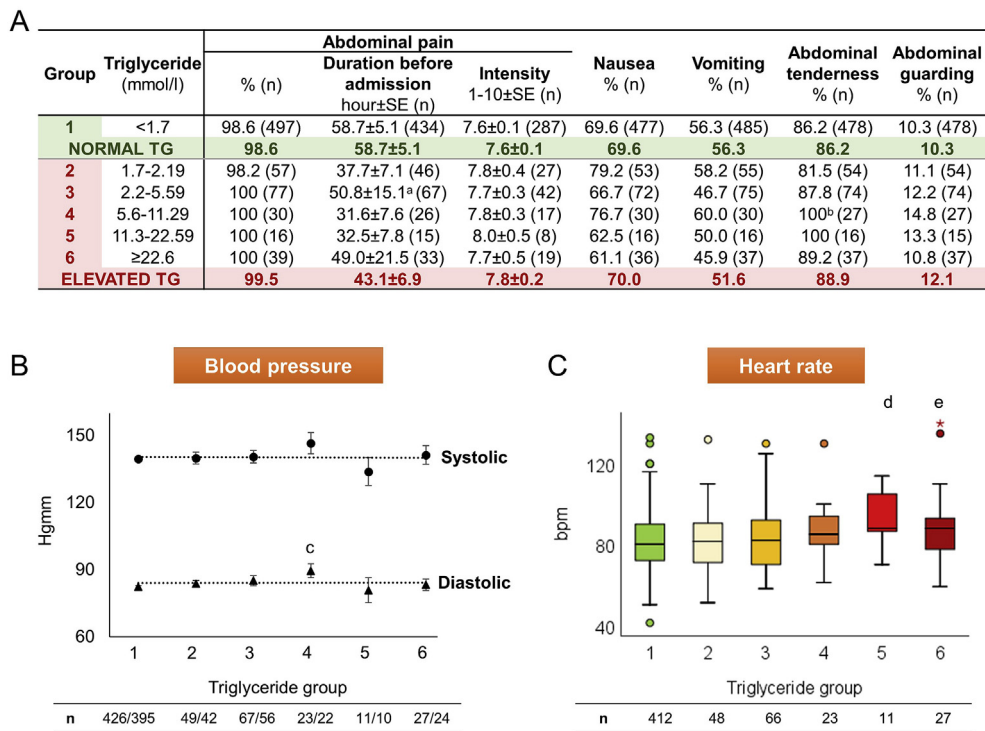 A
Group Triglyceride (mmol/l) Abdominal pain Nausea % (n) Vomiting % (n) Abdominal tenderness % (n) Abdominal guarding % (n)
% (n) Duration before admission hour±SE (n) Intensity 1-10±SE (n)
1 <1.7 98.6 (497) 58.7±5.1 (434) 7.6±0.1 (287) 69.6 (477) 56.3 (485) 86.2 (478) 10.3 (478)
NORMAL TG 98.6 58.7±5.1 7.6±0.1 69.6 56.3 86.2 10.3
2 1.7-2.19 98.2 (57) 37.7±7.1 (46) 7.8±0.4 (27) 79.2 (53) 58.2 (55) 81.5 (54) 11.1 (54)
3 2.2-5.59 100 (77) 50.8±15.1ᵃ (67) 7.7±0.3 (42) 66.7 (72) 46.7 (75) 87.8 (74) 12.2 (74)
4 5.6-11.29 100 (30) 31.6±7.6 (26) 7.8±0.3 (17) 76.7 (30) 60.0 (30) 100ᵇ (27) 14.8 (27)
5 11.3-22.59 100 (16) 32.5±7.8 (15) 8.0±0.5 (8) 62.5 (16) 50.0 (16) 100 (16) 13.3 (15)
6 ≥22.6 100 (39) 49.0±21.5 (33) 7.7±0.5 (19) 61.1 (36) 45.9 (37) 89.2 (37) 10.8 (37)
ELEVATED TG 99.5 43.1±6.9 7.8±0.2 70.0 51.6 88.9 12.1
B
Blood pressure
150
120
90
60
Hgmm
Systolic
c
Diastolic
1 2 3 4 5 6
Triglyceride group
n 426/395 49/42 67/56 23/22 11/10 27/24
C
Heart rate
d e
*
120
80
40
bpm
1 2 3 4 5 6
Triglyceride group
n 412 48 66 23 11 27